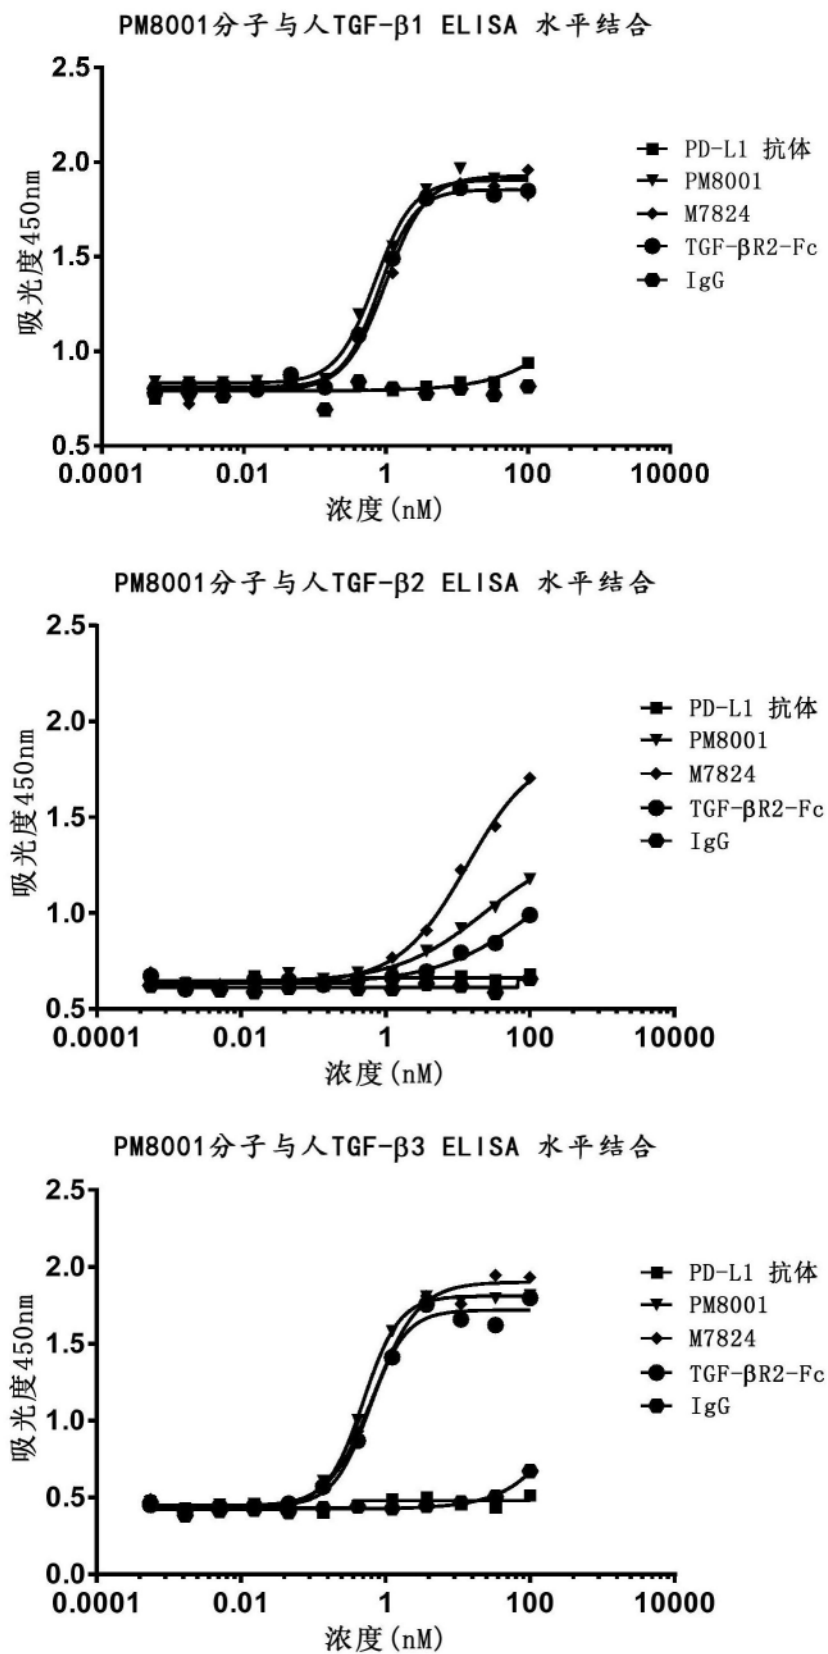 PM8001分子与人TGF-β1 ELISA 水平结合
2.5
2.0
1.5
1.0
0.5
吸光度450nm
0.0001
0.01
1
100
10000
浓度(nM)
PD-L1 抗体
PM8001
M7824
TGF-βR2-Fc
IgG
PM8001分子与人TGF-β2 ELISA 水平结合
2.5
2.0
1.5
1.0
0.5
吸光度450nm
0.0001
0.01
1
100
10000
浓度(nM)
PD-L1 抗体
PM8001
M7824
TGF-βR2-Fc
IgG
PM8001分子与人TGF-β3 ELISA 水平结合
2.5
2.0
1.5
1.0
0.5
0.0
吸光度450nm
0.0001
0.01
1
100
10000
浓度(nM)
PD-L1 抗体
PM8001
M7824
TGF-βR2-Fc
IgG